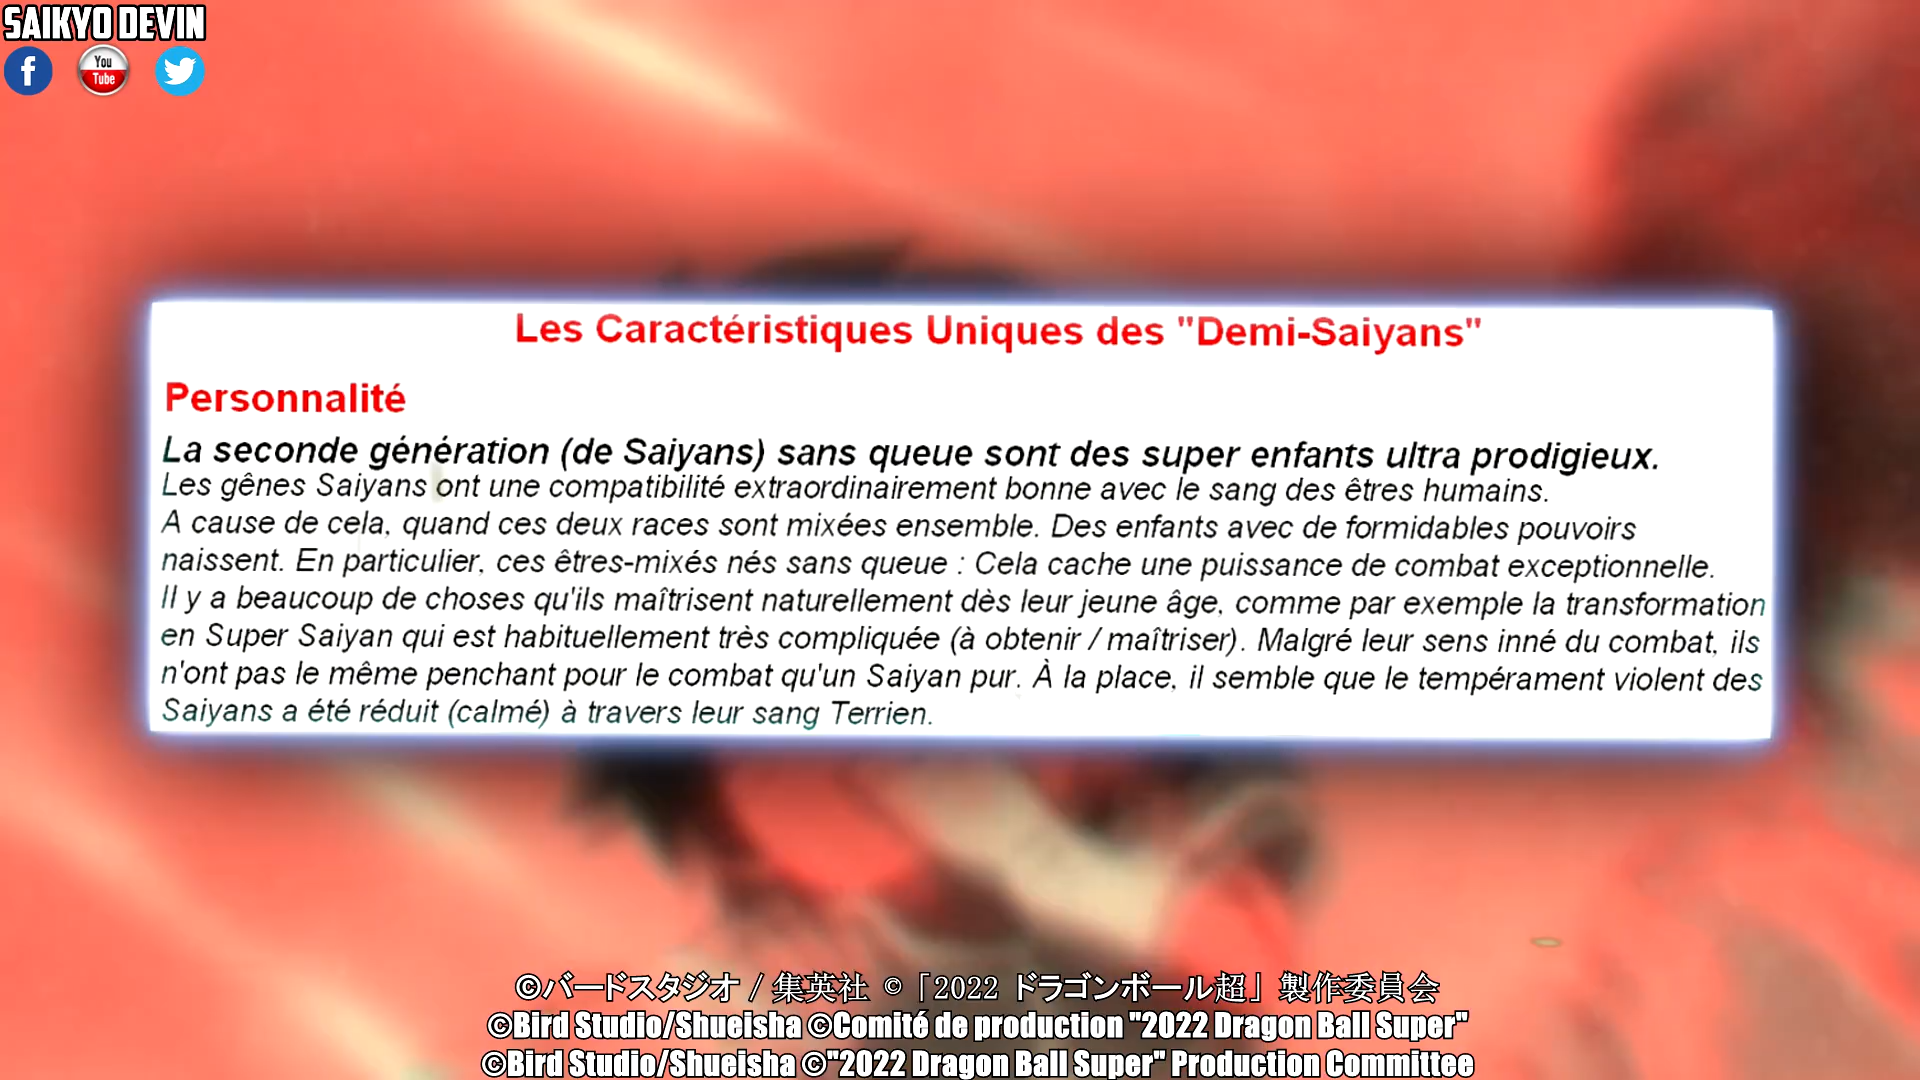 SAIKYO DEVIN
f
You
Tube
Les Caractéristiques Uniques des "Demi-Saiyans"
Personnalité
La seconde génération (de Saiyans) sans queue sont des super enfants ultra prodigieux.
Les gênes Saiyans ont une compatibilité extraordinairement bonne avec le sang des êtres humains.
A cause de cela, quand ces deux races sont mixées ensemble. Des enfants avec de formidables pouvoirs
naissent. En particulier, ces êtres-mixés nés sans queue : Cela cache une puissance de combat exceptionnelle.
Il y a beaucoup de choses qu'ils maîtrisent naturellement dès leur jeune âge, comme par exemple la transformation
en Super Saiyan qui est habituellement très compliquée (à obtenir / maîtriser). Malgré leur sens inné du combat, ils
n'ont pas le même penchant pour le combat qu'un Saiyan pur. À la place, il semble que le tempérament violent des
Saiyans a été réduit (calmé) à travers leur sang Terrien.
©バードスタジオ / 集英社 ©「2022 ドラゴンボール超」製作委員会
©Bird Studio/Shueisha ©Comité de production "2022 Dragon Ball Super"
©Bird Studio/Shueisha ©"2022 Dragon Ball Super" Production Committee